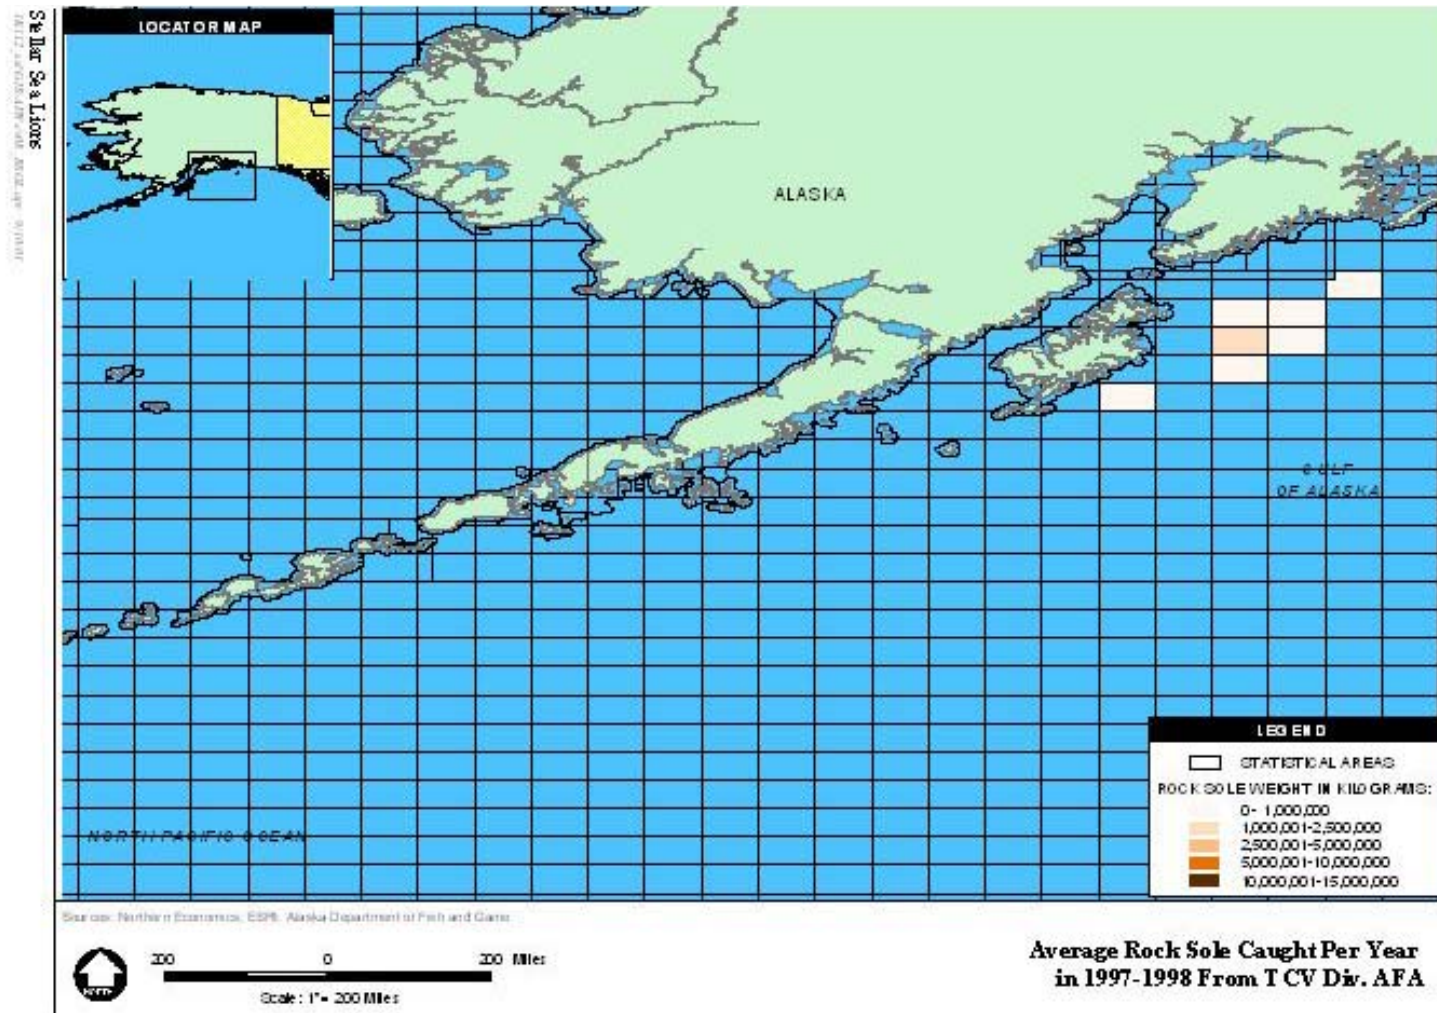 Stellar Sea Lions
LOCATOR MAP
ALASKA
GULF
OF ALASKA
NORTH PACIFIC OCEAN
LEGEND
STATISTICAL AREAS
ROCK SOLE WEIGHT IN KILOGRAMS:
0- 1,000,000
1,000,001-2,500,000
2,500,001-5,000,000
5,000,001-10,000,000
10,000,001-15,000,000
Sources: Northern Economics, ESRI, Alaska Department of Fish and Game
NORTH
200 0 200 Miles
Scale: 1"= 200 Miles
Average Rock Sole Caught Per Year
in 1997-1998 From T CV Div. AFA